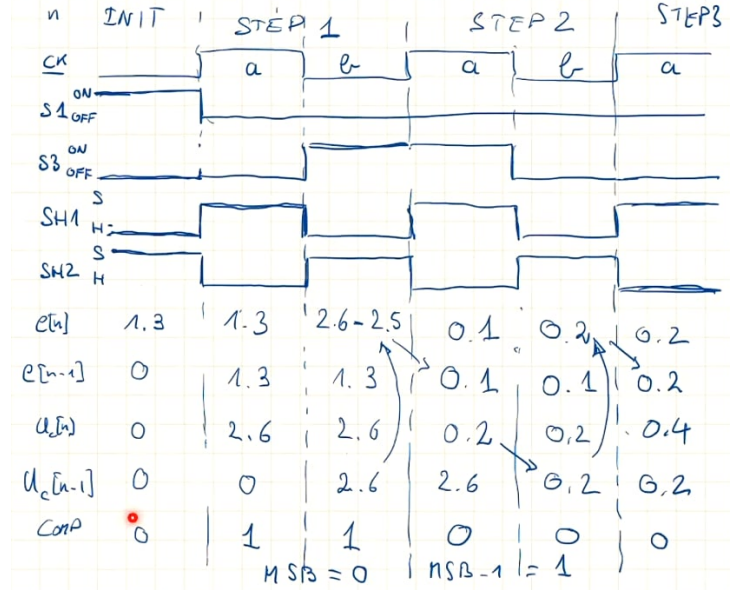 n INIT STEP 1 STEP 2 STEP3
CK a b a b a
S1 ON OFF
S3 ON OFF
SH1 S H
SH2 S H
e[n] 1.3 1.3 2.6-2.5 0.1 0.2 0.2
e[n-1] 0 1.3 1.3 0.1 0.1 0.2
Uc[n] 0 2.6 2.6 0.2 0,2 0.4
Uc[n-1] 0 0 2.6 2.6 0,2 0,2
COMP 0 1 1 0 0 0
MSB = 0 MSB-1 = 1